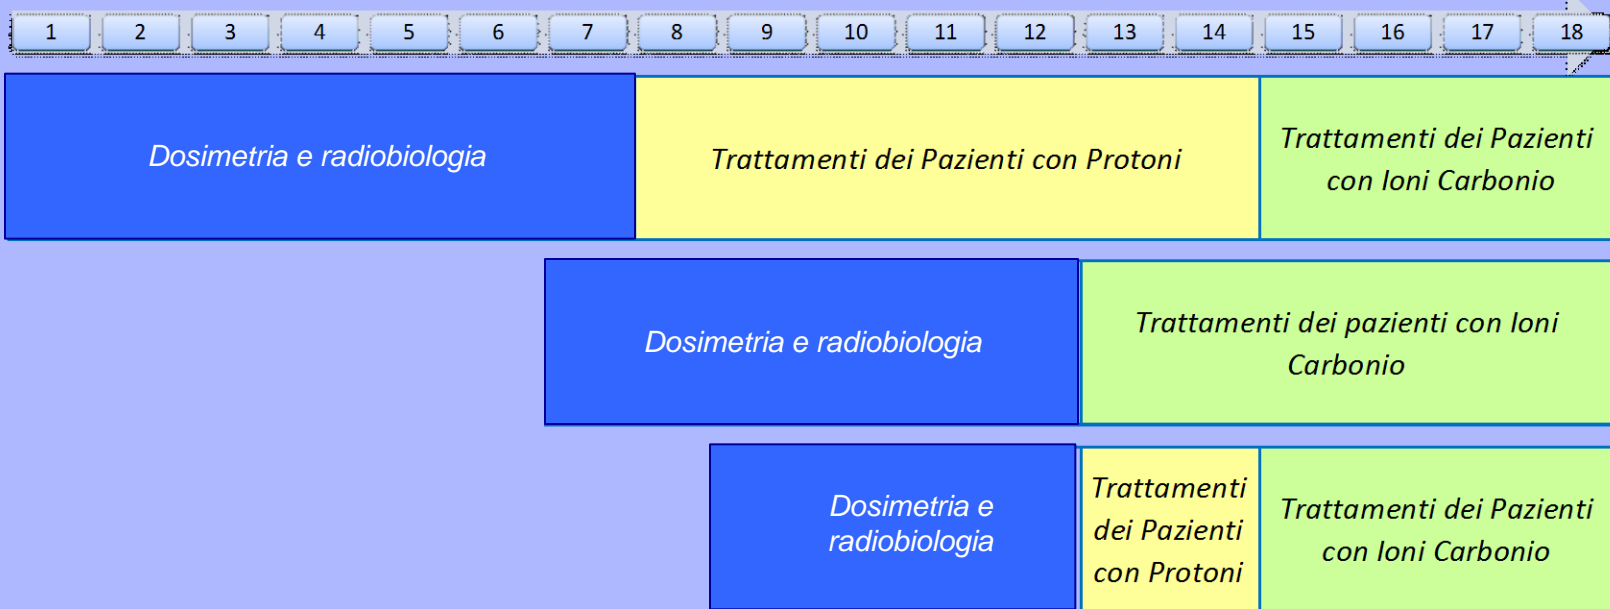 1 2 3 4 5 6 7 8 9 10 11 12 13 14 15 16 17 18
Dosimetria e radiobiologia
Trattamenti dei Pazienti con Protoni
Trattamenti dei Pazienti
con Ioni Carbonio
Dosimetria e radiobiologia
Trattamenti dei pazienti con Ioni
Carbonio
Dosimetria e
radiobiologia
Trattamenti
dei Pazienti
con Protoni
Trattamenti dei Pazienti
con Ioni Carbonio